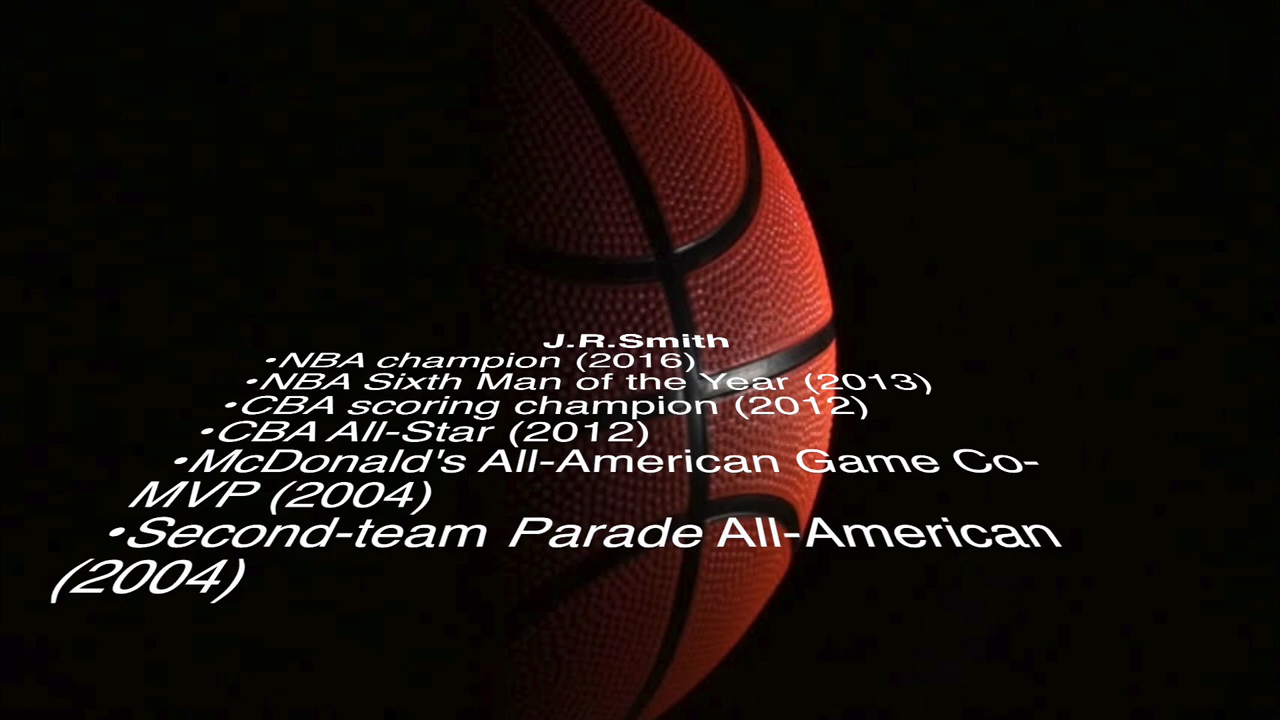 J.R.Smith
•NBA champion (2016)
•NBA Sixth Man of the Year (2013)
•CBA scoring champion (2012)
•CBA All-Star (2012)
•McDonald's All-American Game Co-
MVP (2004)
•Second-team Parade All-American
(2004)